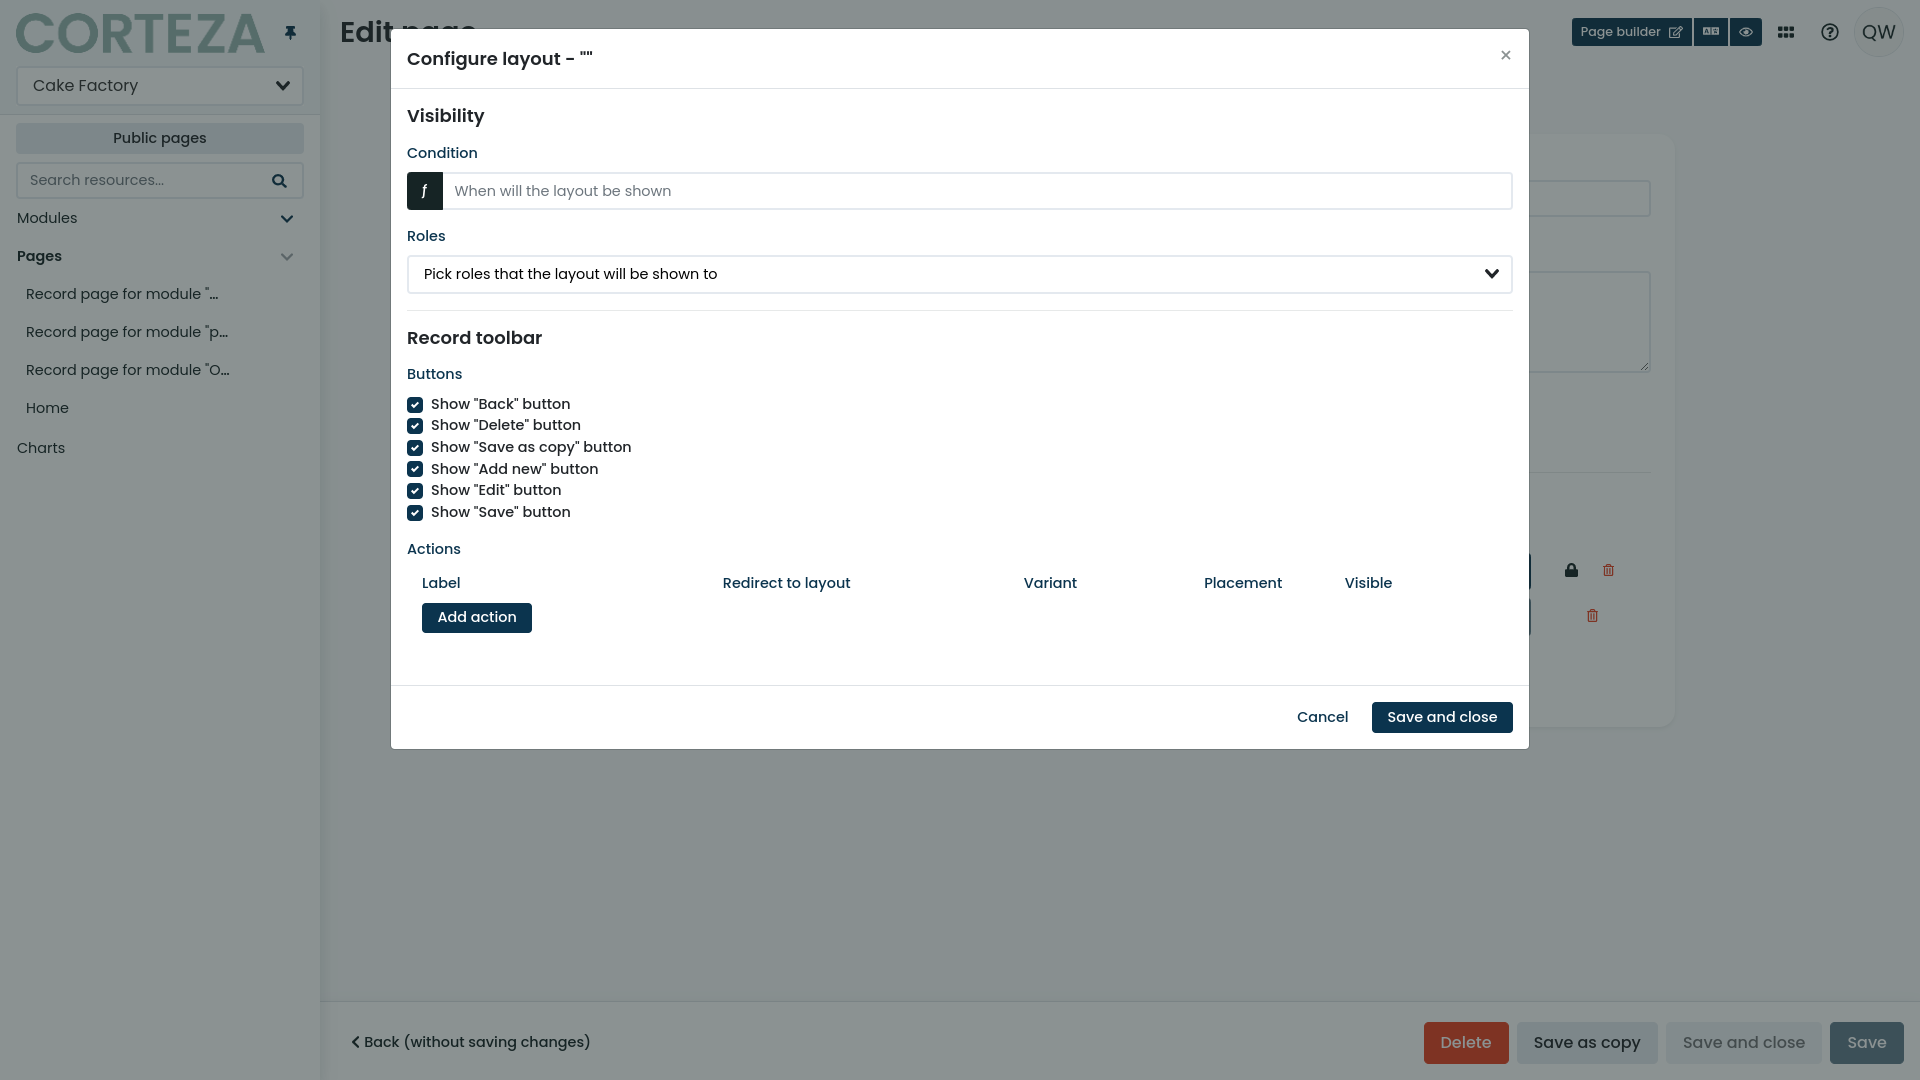 CORTEZA
Edit page
Page builder
QW
Cake Factory
Public pages
Search resources...
Modules
Pages
Record page for module "...
Record page for module "p...
Record page for module "O...
Home
Charts
Configure layout - ""
×
Visibility
Condition
ƒ
When will the layout be shown
Roles
Pick roles that the layout will be shown to
Record toolbar
Buttons
Show "Back" button
Show "Delete" button
Show "Save as copy" button
Show "Add new" button
Show "Edit" button
Show "Save" button
Actions
Label Redirect to layout Variant Placement Visible
Add action
Cancel Save and close
Back (without saving changes)
Delete Save as copy Save and close Save